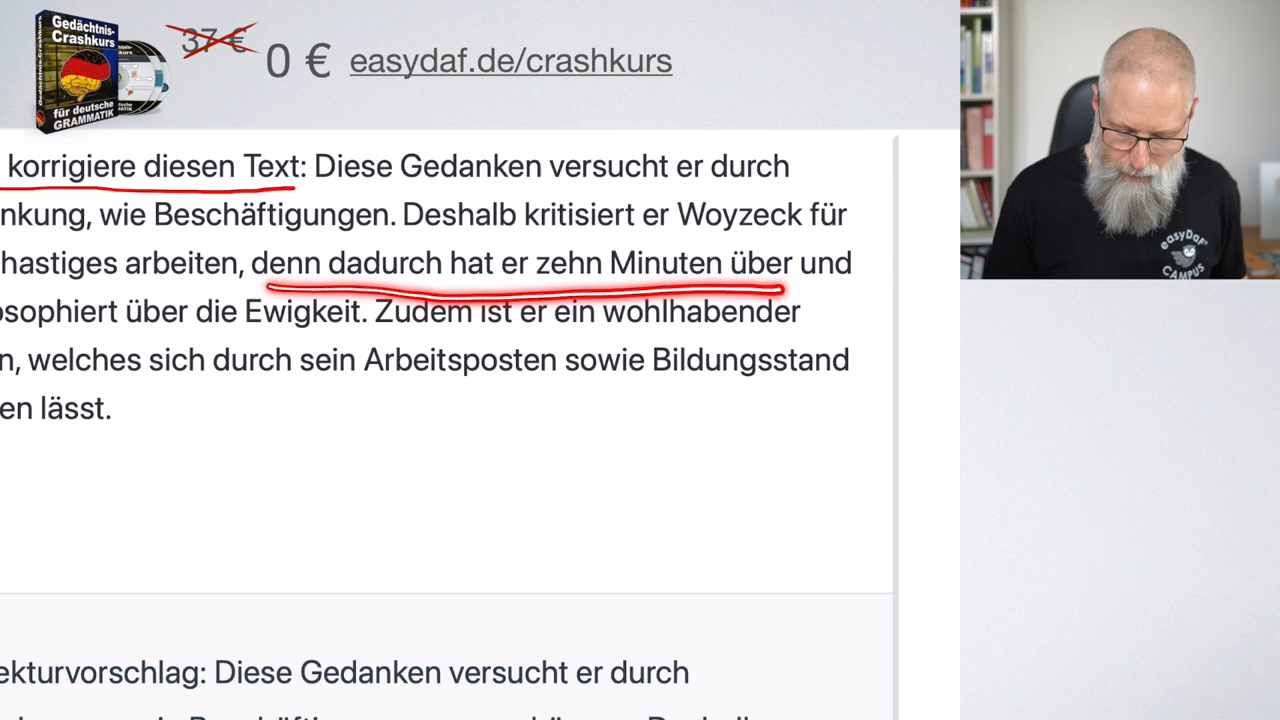 Gedächtnis-
Crashkurs
für deutsche
GRAMMATIK
37 €
0 € easydaf.de/crashkurs
korrigiere diesen Text: Diese Gedanken versucht er durch
nkung, wie Beschäftigungen. Deshalb kritisiert er Woyzeck für
hastiges arbeiten, denn dadurch hat er zehn Minuten über und
osophiert über die Ewigkeit. Zudem ist er ein wohlhabender
n, welches sich durch sein Arbeitsposten sowie Bildungsstand
en lässt.
ekturvorschlag: Diese Gedanken versucht er durch
easyDaF
CAMPUS